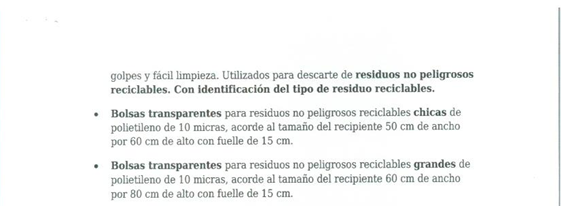 golpes y fácil limpieza. Utilizados para descarte de residuos no peligrosos
reciclables. Con identificación del tipo de residuo reciclables.
• Bolsas transparentes para residuos no peligrosos reciclables chicas de
polietileno de 10 micras, acorde al tamaño del recipiente 50 cm de ancho
por 60 cm de alto con fuelle de 15 cm.
• Bolsas transparentes para residuos no peligrosos reciclables grandes de
polietileno de 10 micras, acorde al tamaño del recipiente 60 cm de ancho
por 80 cm de alto con fuelle de 15 cm.